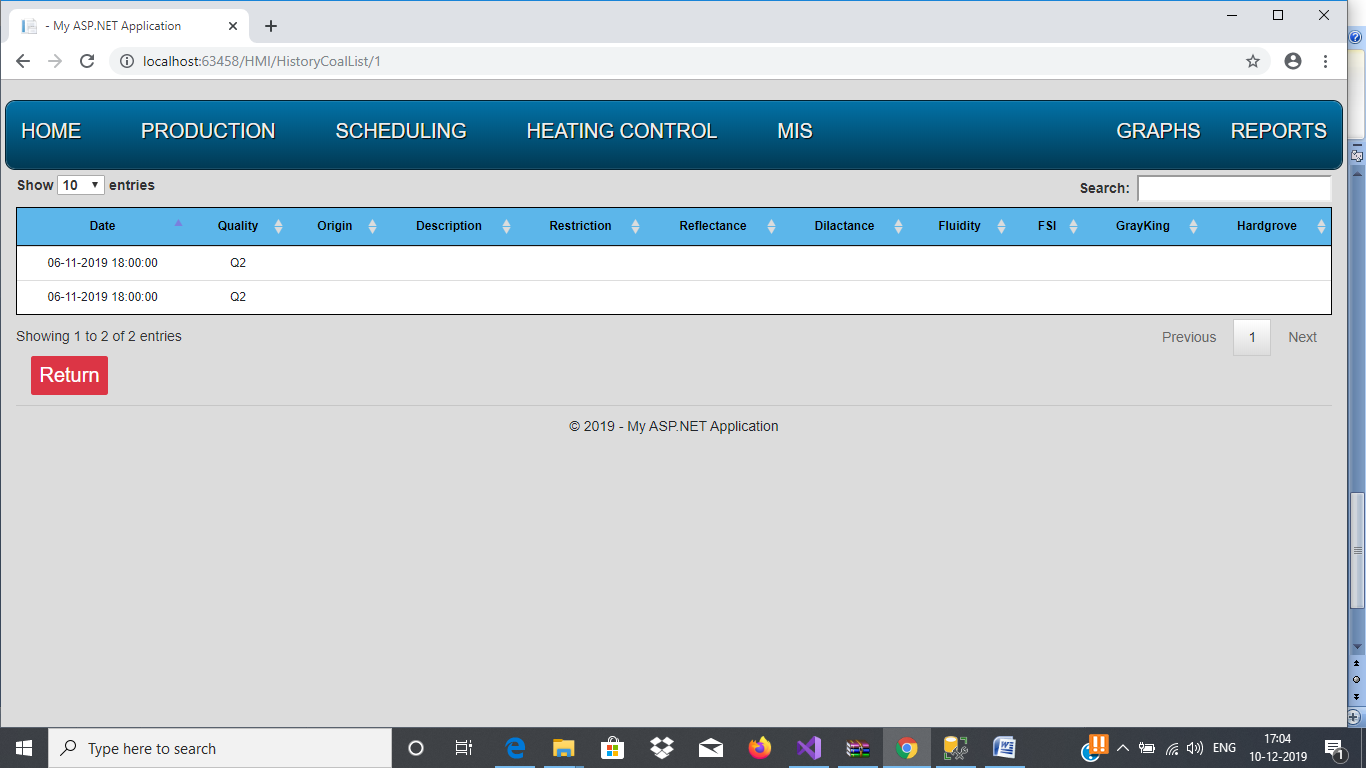 - My ASP.NET Application
localhost:63458/HMI/HistoryCoalList/1
HOME PRODUCTION SCHEDULING HEATING CONTROL MIS GRAPHS REPORTS
Show 10 entries Search:
Date Quality Origin Description Restriction Reflectance Dilactance Fluidity FSI GrayKing Hardgrove
06-11-2019 18:00:00 Q2
06-11-2019 18:00:00 Q2
Showing 1 to 2 of 2 entries Previous 1 Next
Return
© 2019 - My ASP.NET Application
Type here to search ENG 17:04
10-12-2019 1